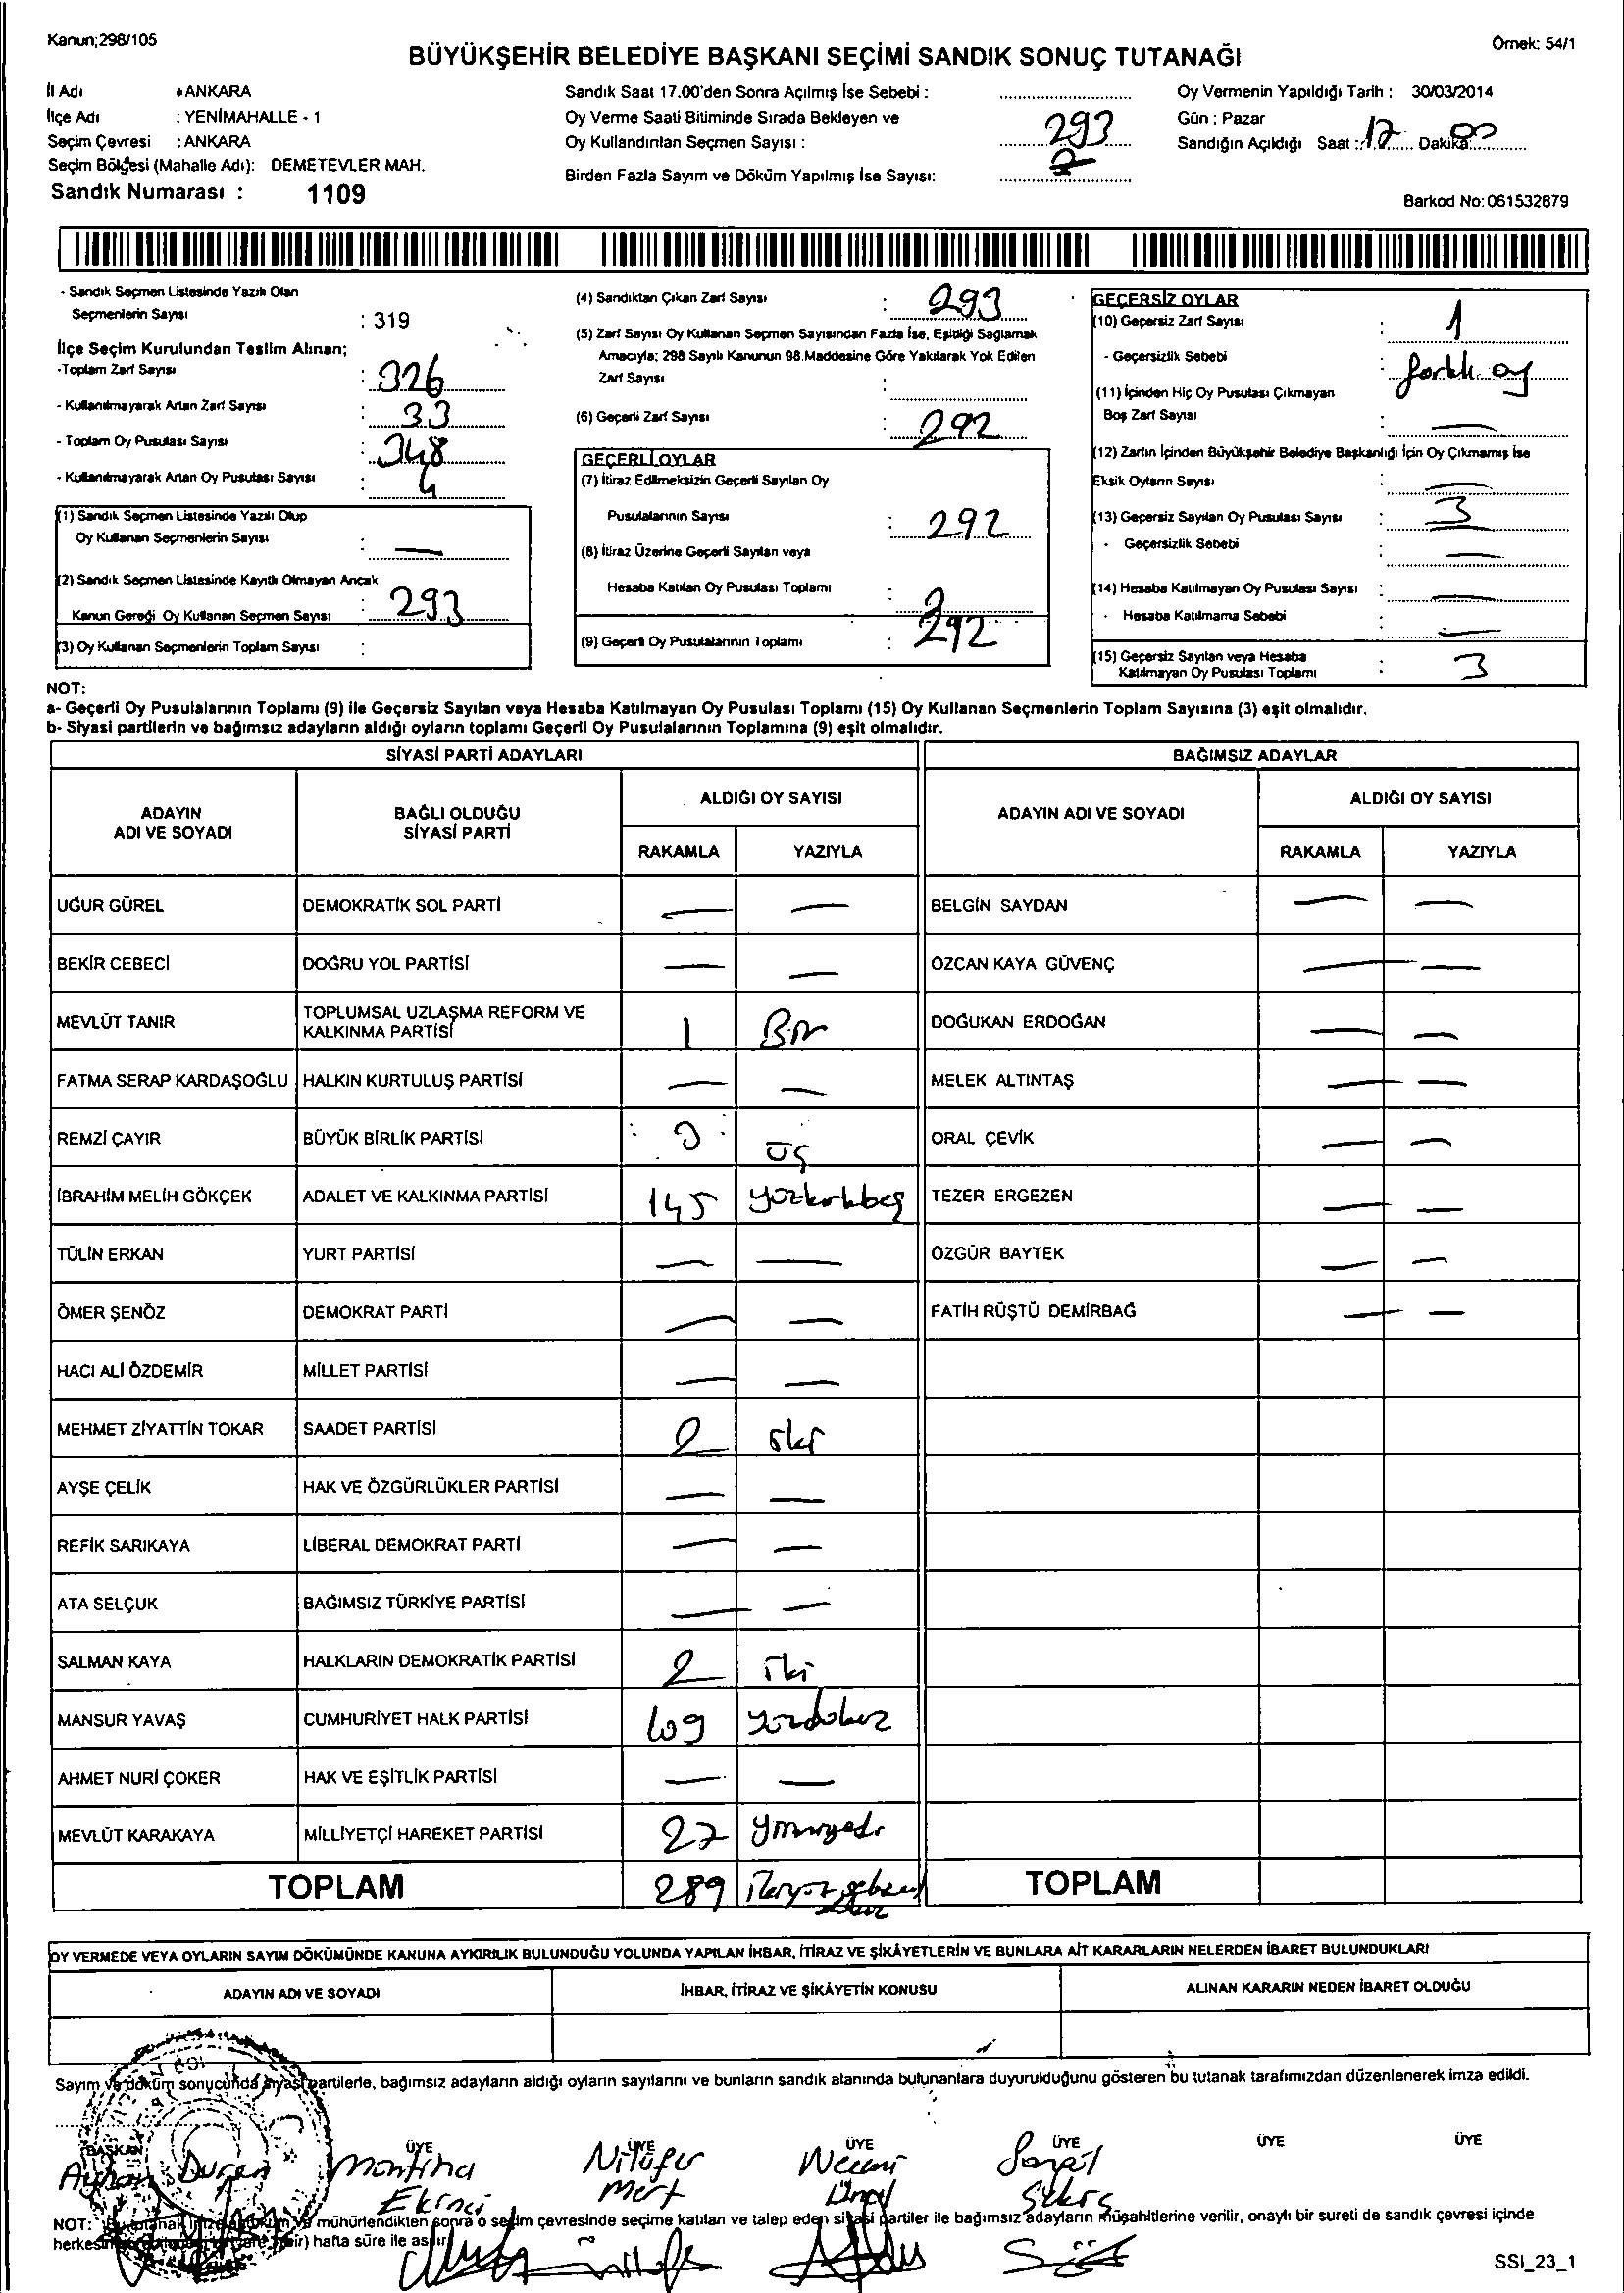 Kanun;298/105
Örnek: 54/1
BÜYÜKŞEHİR BELEDİYE BAŞKANI SEÇİMİ SANDIK SONUÇ TUTANAĞI
İl Adı : ANKARA
İlçe Adı : YENİMAHALLE - 1
Seçim Çevresi : ANKARA
Seçim Bölgesi (Mahalle Adı): DEMETEVLER MAH.
Sandık Numarası : 1109
Sandık Saat 17.00'den Sonra Açılmış İse Sebebi :
Oy Verme Saati Bitiminde Sırada Bekleyen ve
Oy Kullandırılan Seçmen Sayısı : 293
Birden Fazla Sayım ve Döküm Yapılmış İse Sayısı:
Oy Vermenin Yapıldığı Tarih : 30/03/2014
Gün : Pazar
Sandığın Açıldığı Saat : 17 Dakika 00
Barkod No: 061532879
- Sandık Seçmen Listesinde Yazılı Olan
Seçmenlerin Sayısı : 319
İlçe Seçim Kurulundan Teslim Alınan;
-Toplam Zarf Sayısı : 326
- Kullanılmayarak Artan Zarf Sayısı : 33
- Toplam Oy Pusulası Sayısı : 348
- Kullanılmayarak Artan Oy Pusulası Sayısı : 4
(1) Sandık Seçmen Listesinde Yazılı Olup
Oy Kullanan Seçmenlerin Sayısı : —
(2) Sandık Seçmen Listesinde Kayıtlı Olmayan Ancak
Kanun Gereği Oy Kullanan Seçmen Sayısı : 293
(3) Oy Kullanan Seçmenlerin Toplam Sayısı :
(4) Sandıktan Çıkan Zarf Sayısı : 293
(5) Zarf Sayısı Oy Kullanan Seçmen Sayısından Fazla İse, Eşitliği Sağlamak
Amacıyla; 298 Sayılı Kanunun 98.Maddesine Göre Yakılarak Yok Edilen
Zarf Sayısı :
(6) Geçerli Zarf Sayısı : 292
GEÇERLİ OYLAR
(7) İtiraz Edilmeksizin Geçerli Sayılan Oy
Pusulalarının Sayısı : 292
(8) İtiraz Üzerine Geçerli Sayılan veya
Hesaba Katılan Oy Pusulası Toplamı :
(9) Geçerli Oy Pusulalarının Toplamı : 292
GEÇERSİZ OYLAR
(10) Geçersiz Zarf Sayısı : 1
- Geçersizlik Sebebi : farklı oy
(11) İçinden Hiç Oy Pusulası Çıkmayan
Boş Zarf Sayısı : —
(12) Zarfın İçinden Büyükşehir Belediye Başkanlığı İçin Oy Çıkmamış İse
Eksik Oyların Sayısı : —
(13) Geçersiz Sayılan Oy Pusulası Sayısı : 3
- Geçersizlik Sebebi : —
(14) Hesaba Katılmayan Oy Pusulası Sayısı : —
- Hesaba Katılmama Sebebi : —
(15) Geçersiz Sayılan veya Hesaba
Katılmayan Oy Pusulası Toplamı : 3
NOT:
a- Geçerli Oy Pusulalarının Toplamı (9) ile Geçersiz Sayılan veya Hesaba Katılmayan Oy Pusulası Toplamı (15) Oy Kullanan Seçmenlerin Toplam Sayısına (3) eşit olmalıdır.
b- Siyasi partilerin ve bağımsız adayların aldığı oyların toplamı Geçerli Oy Pusulalarının Toplamına (9) eşit olmalıdır.
SİYASİ PARTİ ADAYLARI
ADAYIN ADI VE SOYADI
BAĞLI OLDUĞU SİYASİ PARTİ
ALDIĞI OY SAYISI
RAKAMLA YAZIYLA
UĞUR GÜREL DEMOKRATİK SOL PARTİ — —
BEKİR CEBECİ DOĞRU YOL PARTİSİ — —
MEVLÜT TANIR TOPLUMSAL UZLAŞMA REFORM VE KALKINMA PARTİSİ 1 Bir
FATMA SERAP KARDAŞOĞLU HALKIN KURTULUŞ PARTİSİ — —
REMZİ ÇAYIR BÜYÜK BİRLİK PARTİSİ 3 üç
İBRAHİM MELİH GÖKÇEK ADALET VE KALKINMA PARTİSİ 145 yüzkırkbeş
TÜLİN ERKAN YURT PARTİSİ — —
ÖMER ŞENÖZ DEMOKRAT PARTİ — —
HACI ALİ ÖZDEMİR MİLLET PARTİSİ — —
MEHMET ZİYATTİN TOKAR SAADET PARTİSİ 2 iki
AYŞE ÇELİK HAK VE ÖZGÜRLÜKLER PARTİSİ — —
REFİK SARIKAYA LİBERAL DEMOKRAT PARTİ — —
ATA SELÇUK BAĞIMSIZ TÜRKİYE PARTİSİ — —
SALMAN KAYA HALKLARIN DEMOKRATİK PARTİSİ 2 iki
MANSUR YAVAŞ CUMHURİYET HALK PARTİSİ 109 yüzdokuz
AHMET NURİ ÇOKER HAK VE EŞİTLİK PARTİSİ — —
MEVLÜT KARAKAYA MİLLİYETÇİ HAREKET PARTİSİ 27 yirmiyedi
TOPLAM 289 ikiyüzseksendokuz
BAĞIMSIZ ADAYLAR
ADAYIN ADI VE SOYADI
ALDIĞI OY SAYISI
RAKAMLA YAZIYLA
BELGİN SAYDAN — —
ÖZCAN KAYA GÜVENÇ — —
DOĞUKAN ERDOĞAN — —
MELEK ALTINTAŞ — —
ORAL ÇEVİK — —
TEZER ERGEZEN — —
ÖZGÜR BAYTEK — —
FATİH RÜŞTÜ DEMİRBAĞ — —
TOPLAM
OY VERMEDE VEYA OYLARIN SAYIM DÖKÜMÜNDE KANUNA AYKIRILIK BULUNDUĞU YOLUNDA YAPILAN İHBAR, İTİRAZ VE ŞİKÂYETLERİN VE BUNLARA AİT KARARLARIN NELERDEN İBARET BULUNDUKLARI
ADAYIN ADI VE SOYADI
İHBAR, İTİRAZ VE ŞİKÂYETİN KONUSU
ALINAN KARARIN NEDEN İBARET OLDUĞU
Sayım ve döküm sonucunda siyasi partilerle, bağımsız adayların aldığı oyların sayılarını ve bunların sandık alanında bulunanlara duyurulduğunu gösteren bu tutanak tarafımızdan düzenlenerek imza edildi.
BAŞKAN ÜYE ÜYE ÜYE ÜYE ÜYE ÜYE
Ayhan Duran
Ekinci
Nilüfer
Mert
NOT: mühürlendikten sonra o seçim çevresinde seçime katılan ve talep eden siyasi partiler ile bağımsız adayların müşahitlerine verilir, onaylı bir sureti de sandık çevresi içinde
hafta süre ile asılır
SSI_23_1